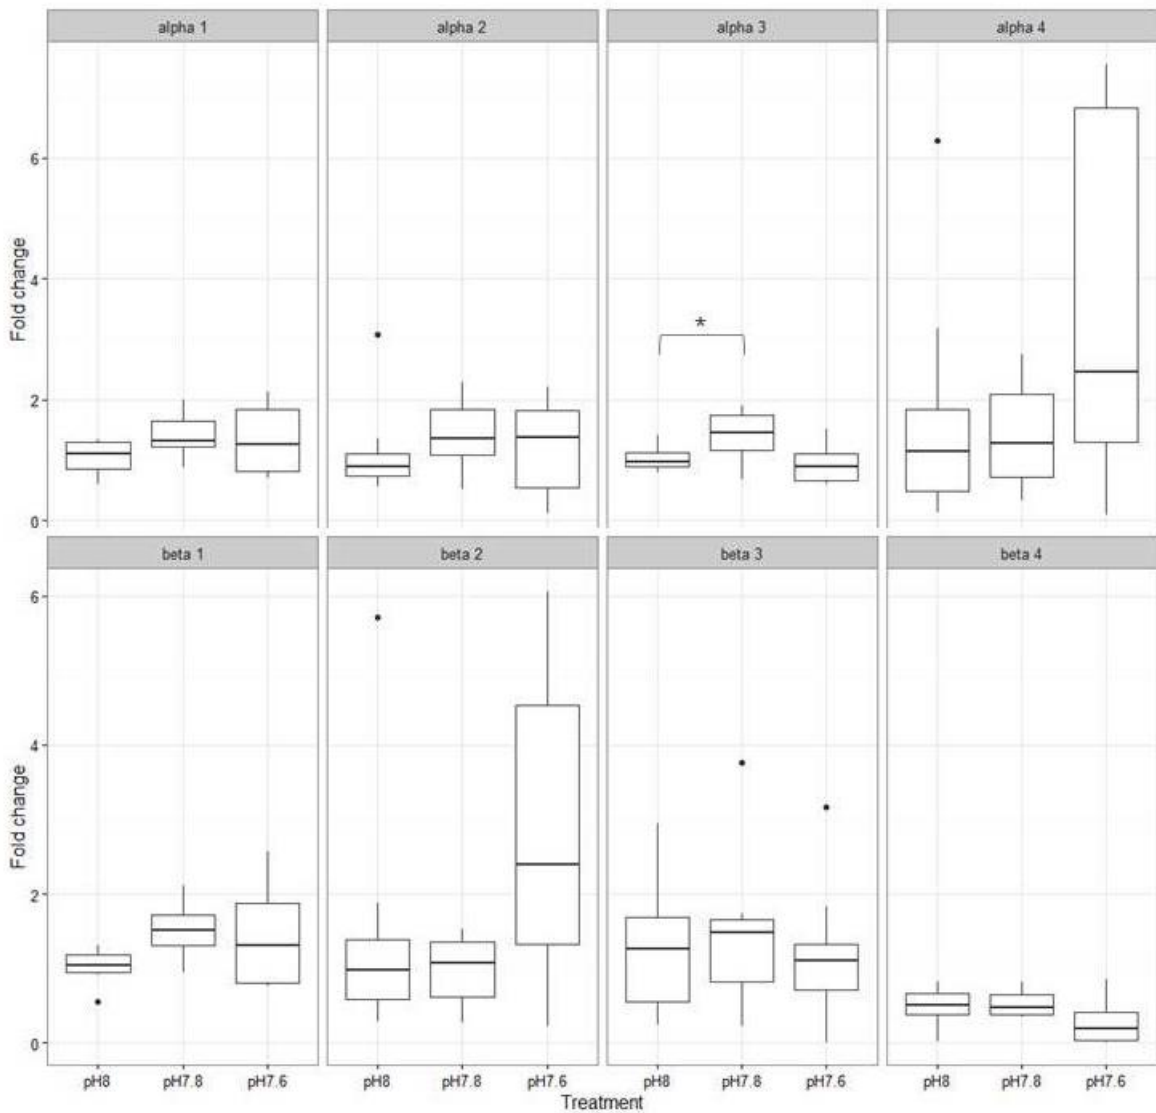 alpha 1 alpha 2 alpha 3 alpha 4
Fold change
6
4
2
0
*
beta 1 beta 2 beta 3 beta 4
Fold change
6
4
2
0
pH8 pH7.8 pH7.6 pH8 pH7.8 pH7.6 pH8 pH7.8 pH7.6 pH8 pH7.8 pH7.6
Treatment